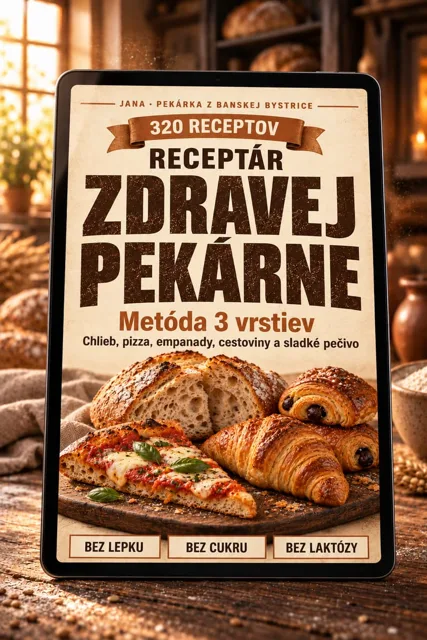 JANA • PEKÁRKA Z BANSKEJ BYSTRICE
320 RECEPTOV
RECEPTÁR
ZDRAVEJ
PEKÁRNE
Metóda 3 vrstiev
Chlieb, pizza, empanady, cestoviny a sladké pečivo
BEZ LEPKU
BEZ CUKRU
BEZ LAKTÓZY